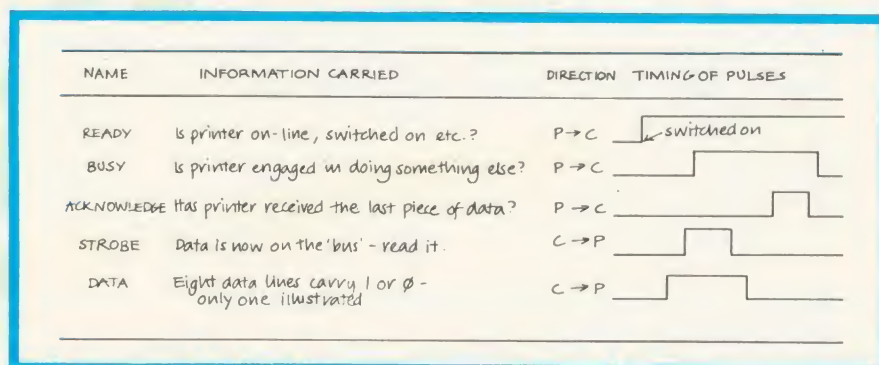 NAME INFORMATION CARRIED DIRECTION TIMING OF PULSES
READY Is printer on-line, switched on etc.? P→C switched on
BUSY Is printer engaged in doing something else? P→C
ACKNOWLEDGE Has printer received the last piece of data? P→C
STROBE Data is now on the 'bus' - read it. C→P
DATA Eight data lines carry 1 or Ø - C→P
only one illustrated